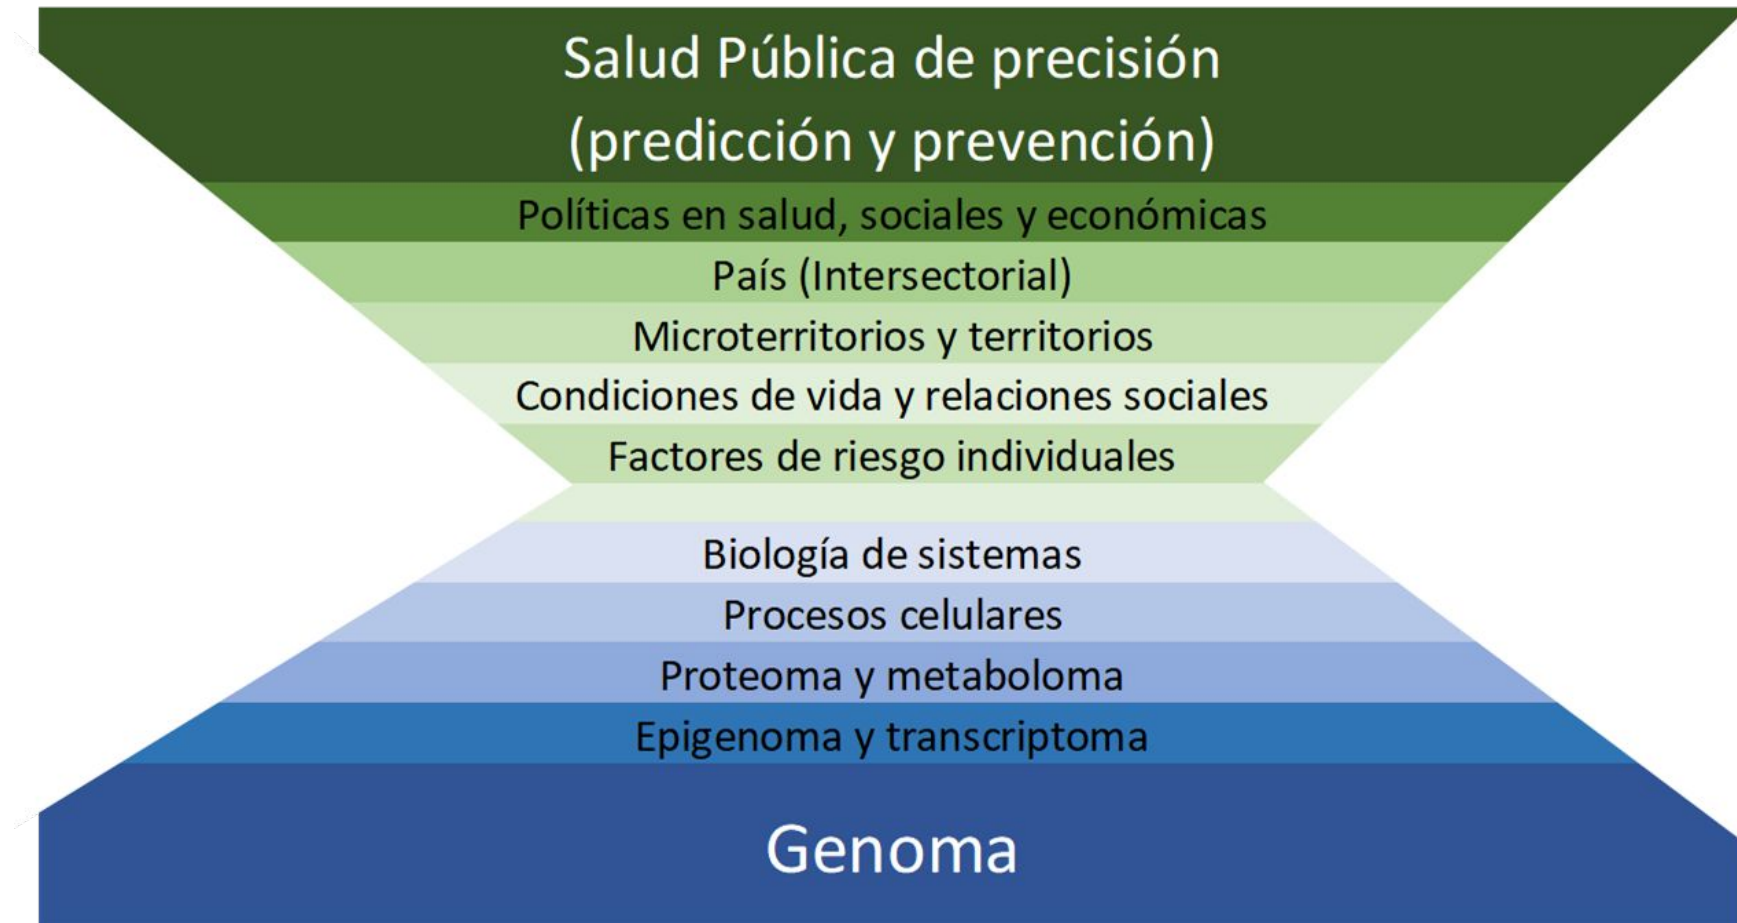 Salud Pública de precisión
(predicción y prevención)
Políticas en salud, sociales y económicas
País (Intersectorial)
Microterritorios y territorios
Condiciones de vida y relaciones sociales
Factores de riesgo individuales
Biología de sistemas
Procesos celulares
Proteoma y metaboloma
Epigenoma y transcriptoma
Genoma